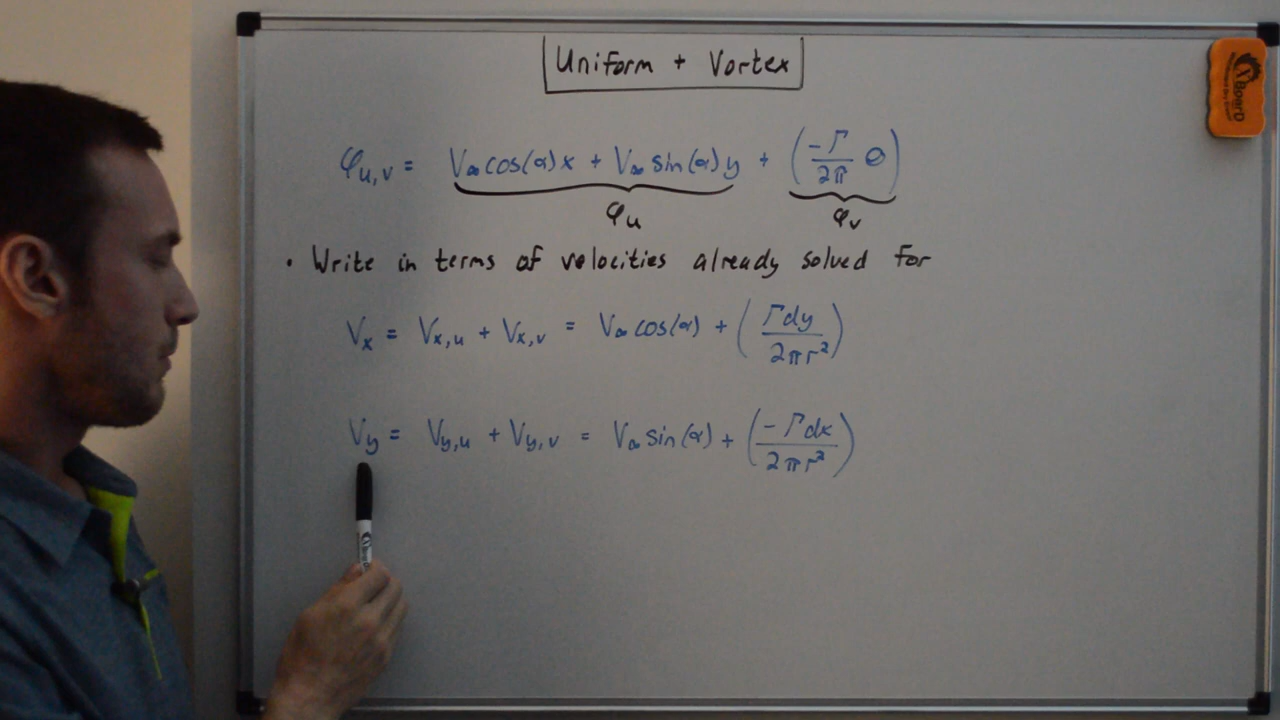 Uniform + Vortex
φu,v = V∞cos(α)x + V∞sin(α)y + (-Γ/2π θ)
φu φv
• Write in terms of velocities already solved for
Vx = Vx,u + Vx,v = V∞cos(α) + (Γdy/2πr²)
Vy = Vy,u + Vy,v = V∞sin(α) + (-Γdx/2πr²)
XBoarD